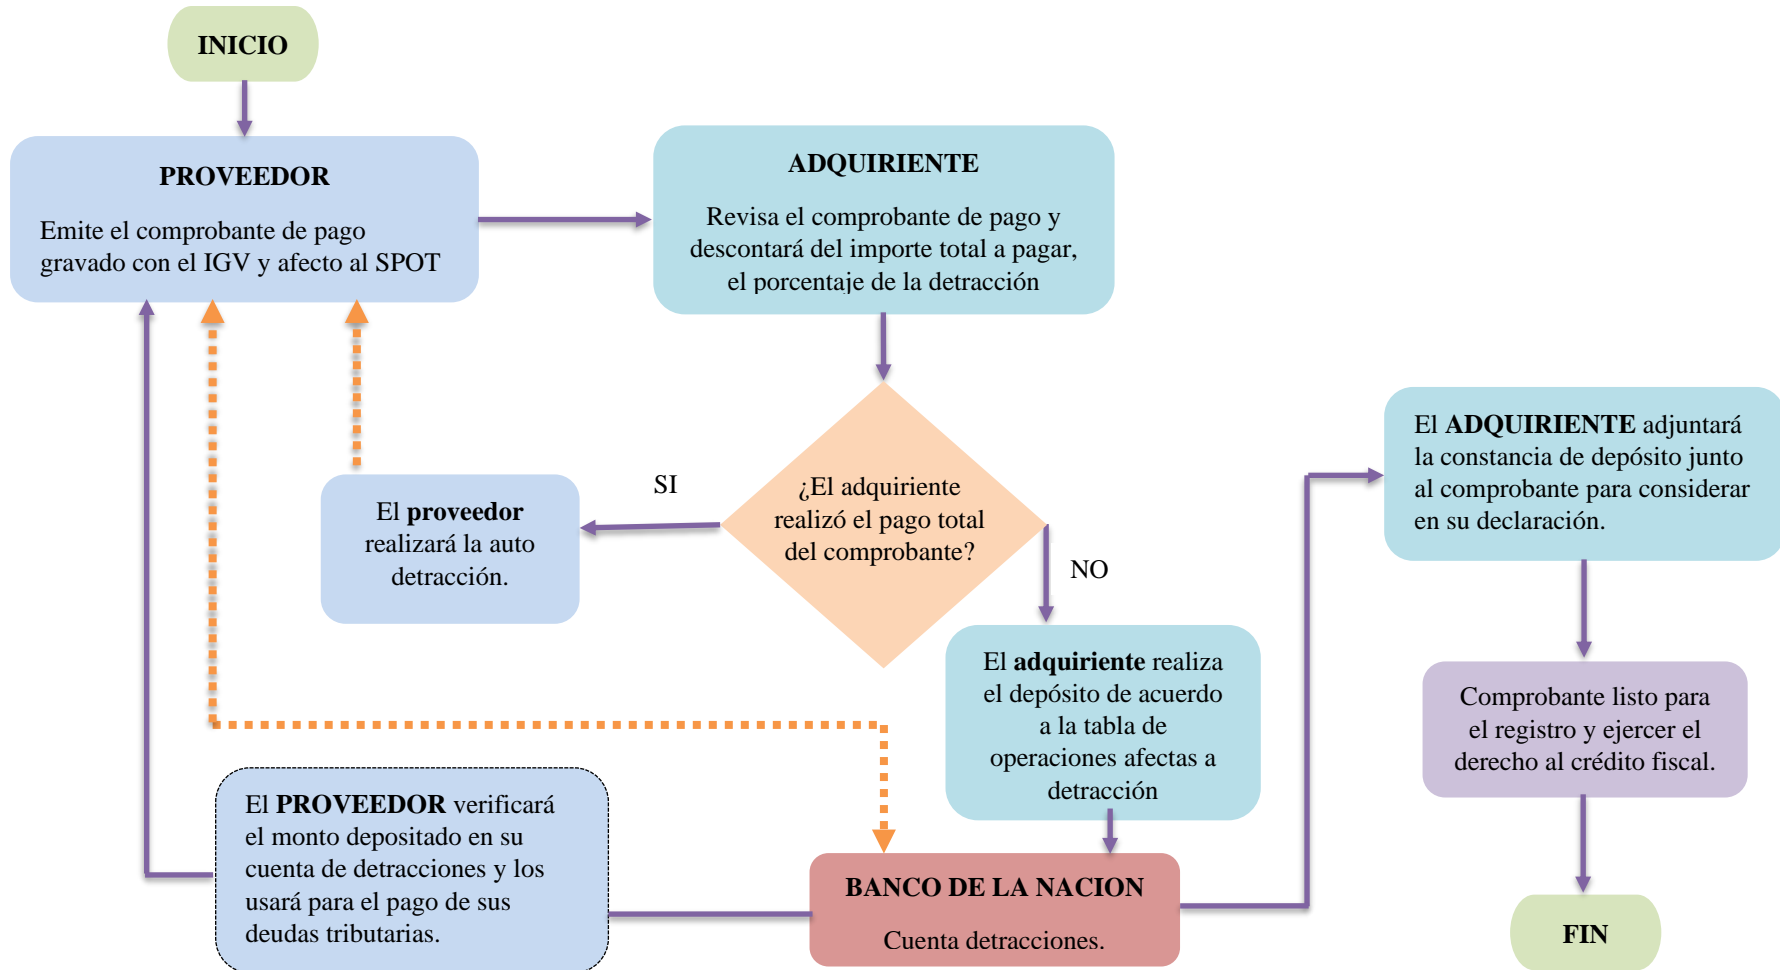 INICIO
PROVEEDOR
Emite el comprobante de pago
gravado con el IGV y afecto al SPOT
ADQUIRIENTE
Revisa el comprobante de pago y
descontará del importe total a pagar,
el porcentaje de la detracción
¿El adquiriente
realizó el pago total
del comprobante?
SI
El proveedor
realizará la auto
detracción.
NO
El adquiriente realiza
el depósito de acuerdo
a la tabla de
operaciones afectas a
detracción
BANCO DE LA NACION
Cuenta detracciones.
El PROVEEDOR verificará
el monto depositado en su
cuenta de detracciones y los
usará para el pago de sus
deudas tributarias.
El ADQUIRIENTE adjuntará
la constancia de depósito junto
al comprobante para considerar
en su declaración.
Comprobante listo para
el registro y ejercer el
derecho al crédito fiscal.
FIN